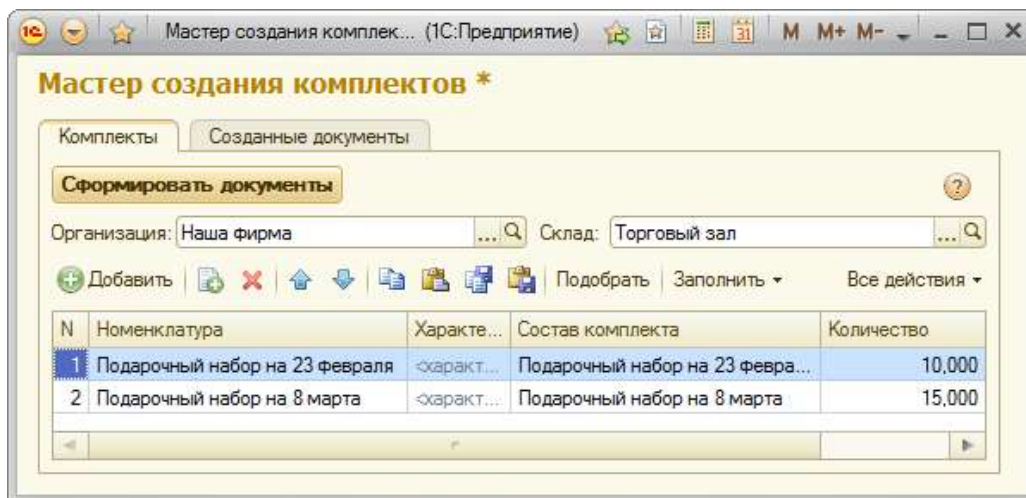 1С Мастер создания комплек... (1С:Предприятие) 31 M M+ M-
Мастер создания комплектов *
Комплекты Созданные документы
Сформировать документы ?
Организация: Наша фирма ... Склад: Торговый зал ...
Добавить Подобрать Заполнить Все действия
N Номенклатура Характе... Состав комплекта Количество
1 Подарочный набор на 23 февраля <характ... Подарочный набор на 23 февра... 10,000
2 Подарочный набор на 8 марта <характ... Подарочный набор на 8 марта 15,000